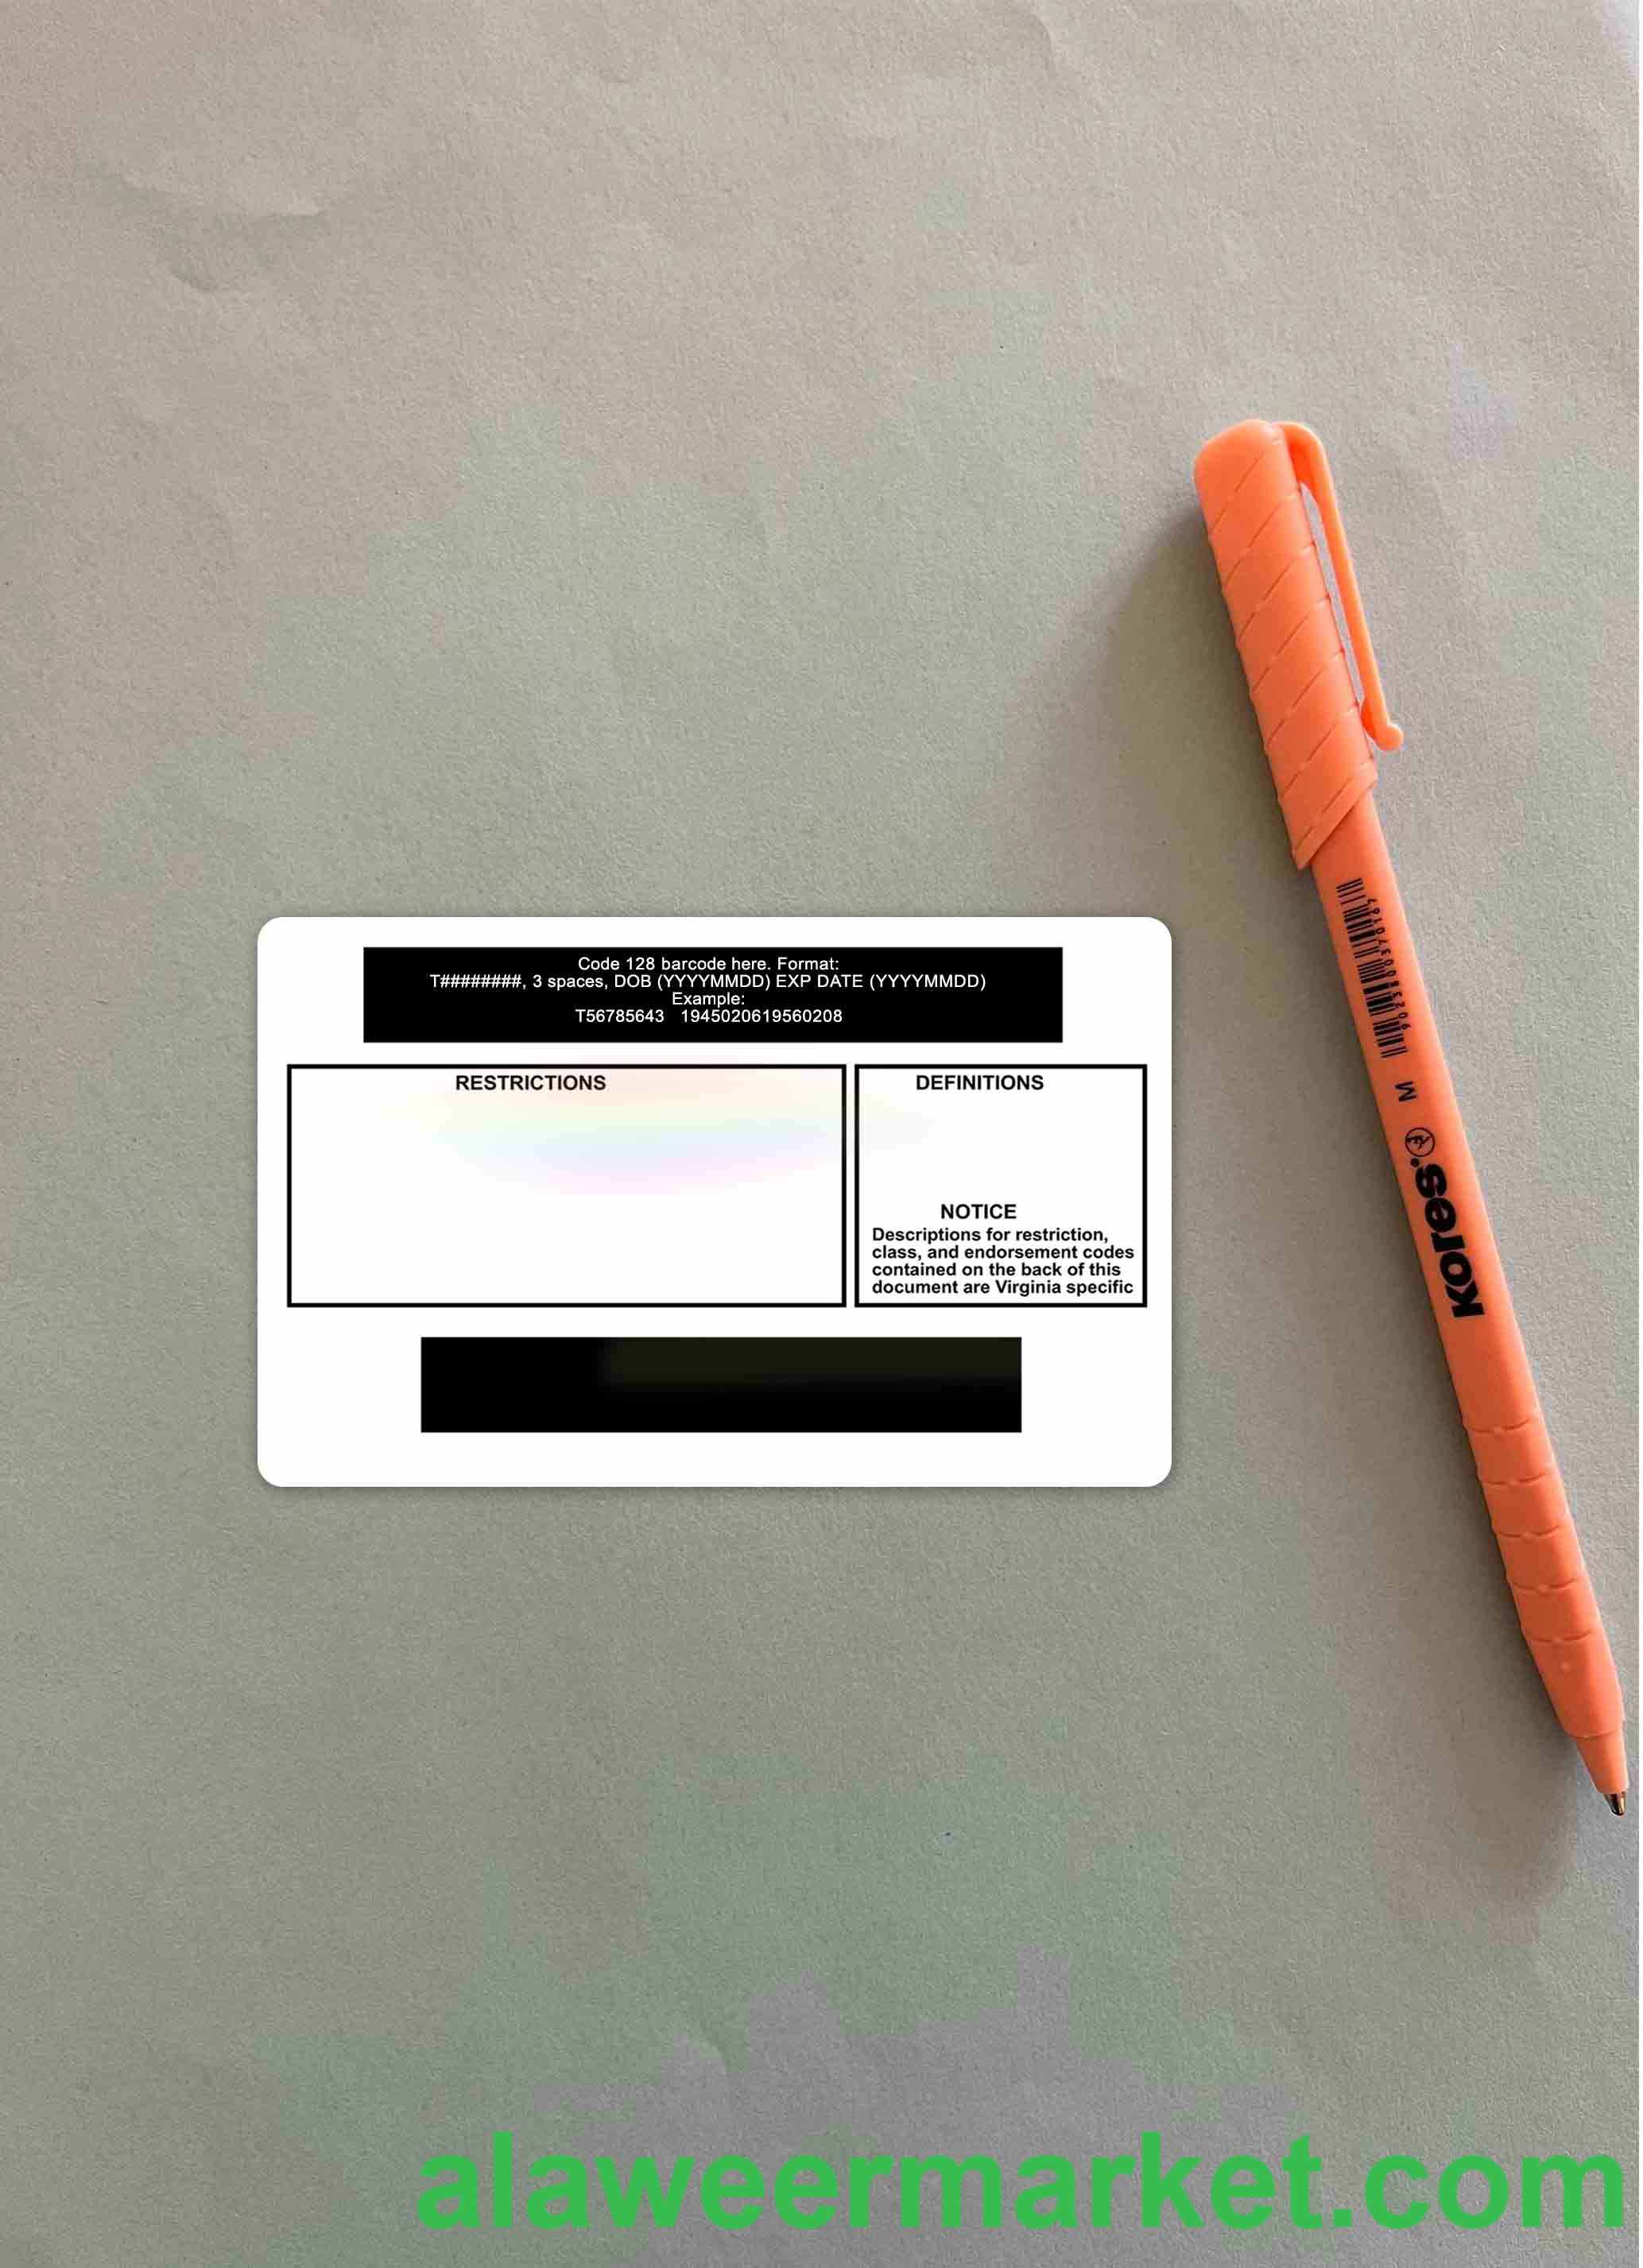 Code 128 barcode here. Format:
T########, 3 spaces, DOB (YYYYMMDD) EXP DATE (YYYYMMDD)
Example:
T56785643   1945020619560208
RESTRICTIONS
DEFINITIONS
NOTICE
Descriptions for restriction,
class, and endorsement codes
contained on the back of this
document are Virginia specific
Kores® M
alaweermarket.com